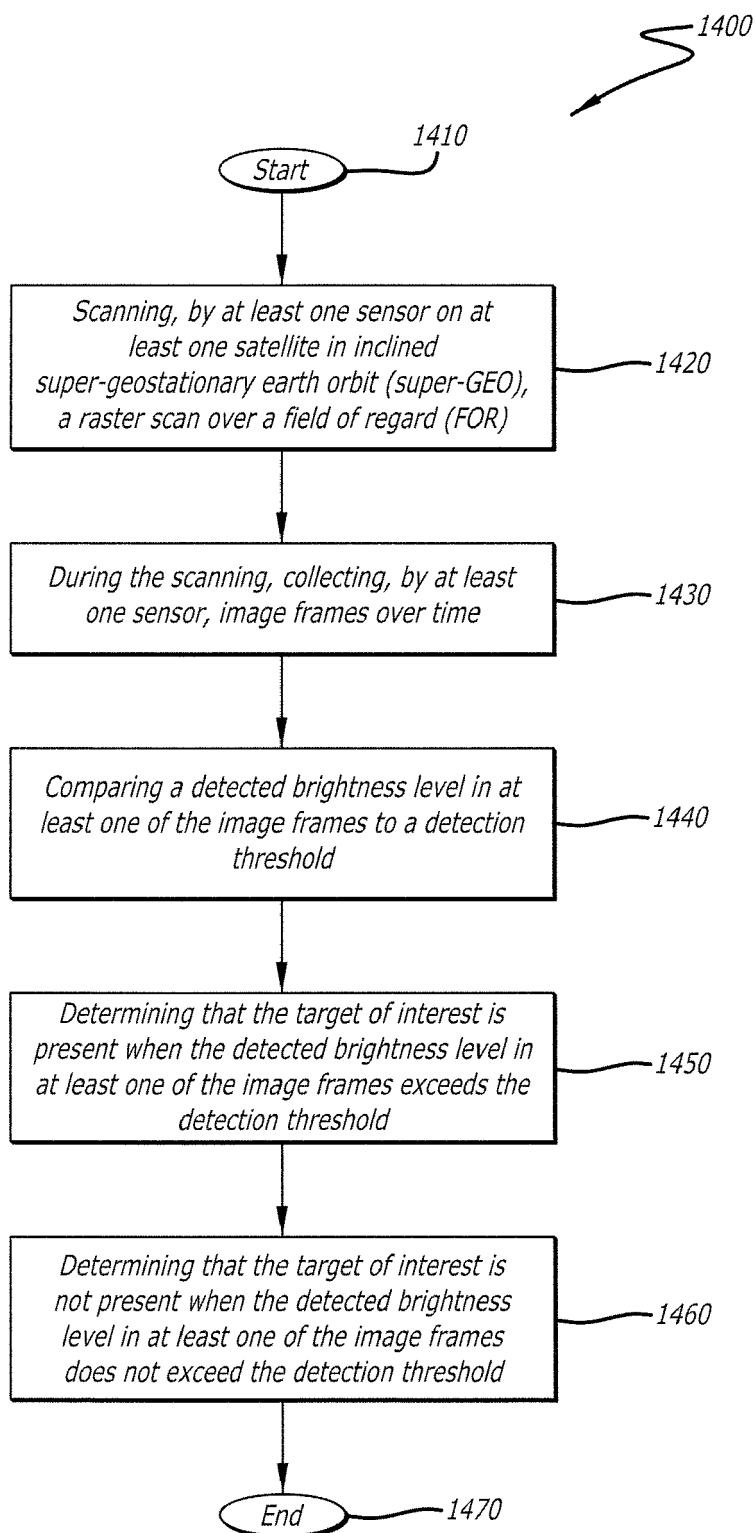 1400
1410
Start
Scanning, by at least one sensor on at
least one satellite in inclined
super-geostationary earth orbit (super-GEO),
a raster scan over a field of regard (FOR)
1420
During the scanning, collecting, by at least
one sensor, image frames over time
1430
Comparing a detected brightness level in at
least one of the image frames to a detection
threshold
1440
Determining that the target of interest is
present when the detected brightness level in
at least one of the image frames exceeds the
detection threshold
1450
Determining that the target of interest is
not present when the detected brightness
level in at least one of the image frames
does not exceed the detection threshold
1460
End
1470